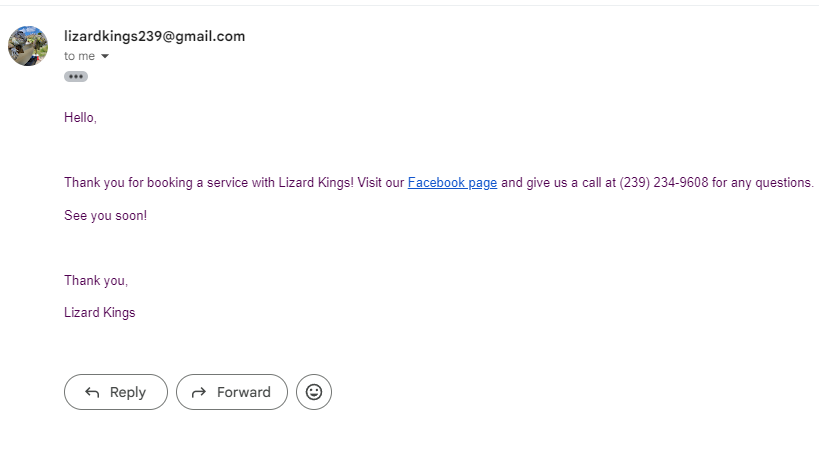 lizardkings239@gmail.com
to me
Hello,
Thank you for booking a service with Lizard Kings! Visit our Facebook page and give us a call at (239) 234-9608 for any questions.
See you soon!
Thank you,
Lizard Kings
Reply
Forward